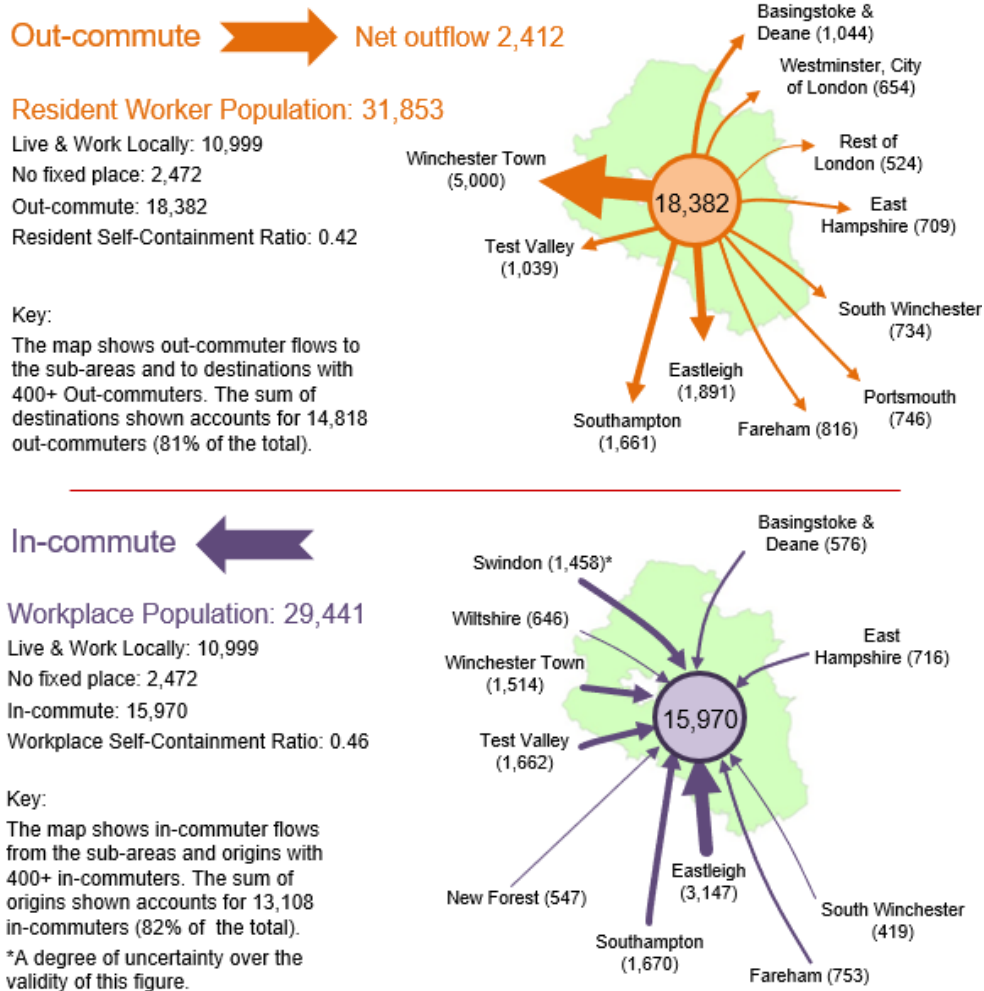 Out-commute
Net outflow 2,412
Resident Worker Population: 31,853
Live & Work Locally: 10,999
No fixed place: 2,472
Out-commute: 18,382
Resident Self-Containment Ratio: 0.42
Key:
The map shows out-commuter flows to
the sub-areas and to destinations with
400+ Out-commuters. The sum of
destinations shown accounts for 14,818
out-commuters (81% of the total).
Basingstoke &
Deane (1,044)
Westminster, City
of London (654)
Rest of
London (524)
Winchester Town
(5,000)
18,382
East
Hampshire (709)
Test Valley
(1,039)
South Winchester
(734)
Eastleigh
(1,891)
Portsmouth
(746)
Southampton
(1,661)
Fareham (816)
In-commute
Workplace Population: 29,441
Live & Work Locally: 10,999
No fixed place: 2,472
In-commute: 15,970
Workplace Self-Containment Ratio: 0.46
Key:
The map shows in-commuter flows
from the sub-areas and origins with
400+ in-commuters. The sum of
origins shown accounts for 13,108
in-commuters (82% of the total).
*A degree of uncertainty over the
validity of this figure.
Basingstoke &
Deane (576)
Swindon (1,458)*
Wiltshire (646)
East
Hampshire (716)
Winchester Town
(1,514)
15,970
Test Valley
(1,662)
Eastleigh
(3,147)
New Forest (547)
South Winchester
(419)
Southampton
(1,670)
Fareham (753)